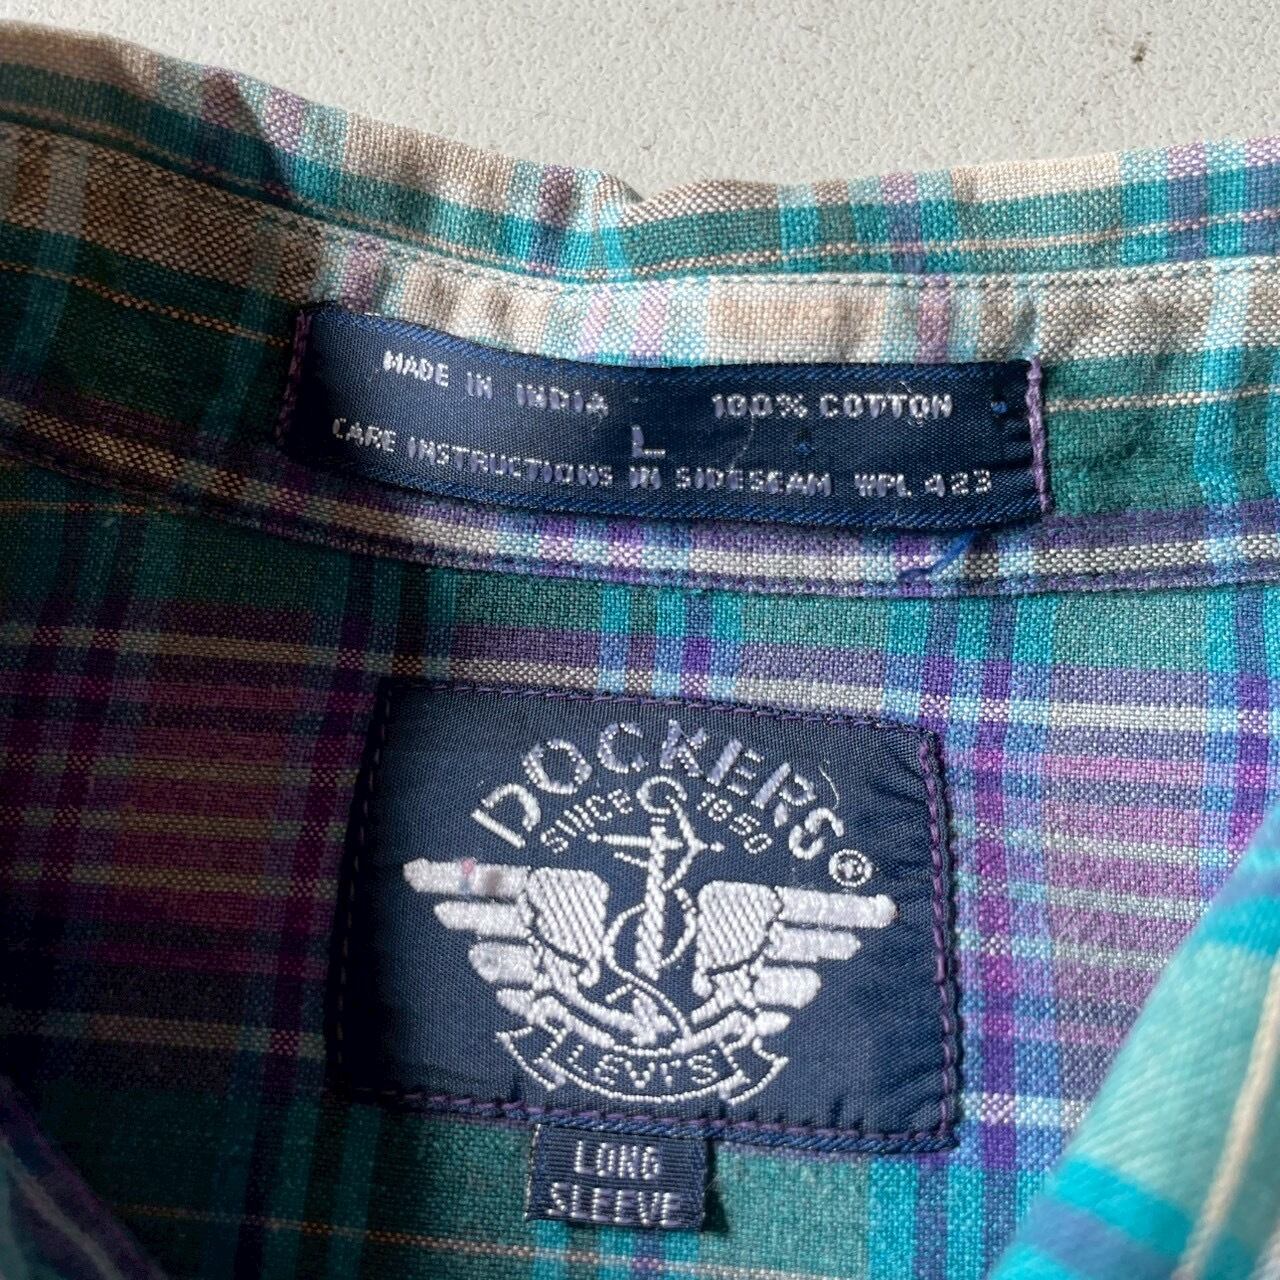 MADE IN INDIA 100% COTTON
L
CARE INSTRUCTIONS IN SIDESEAM WPL 423
DOCKERS©
SINCE 1850
LEVI'S
LONG
SLEEVE